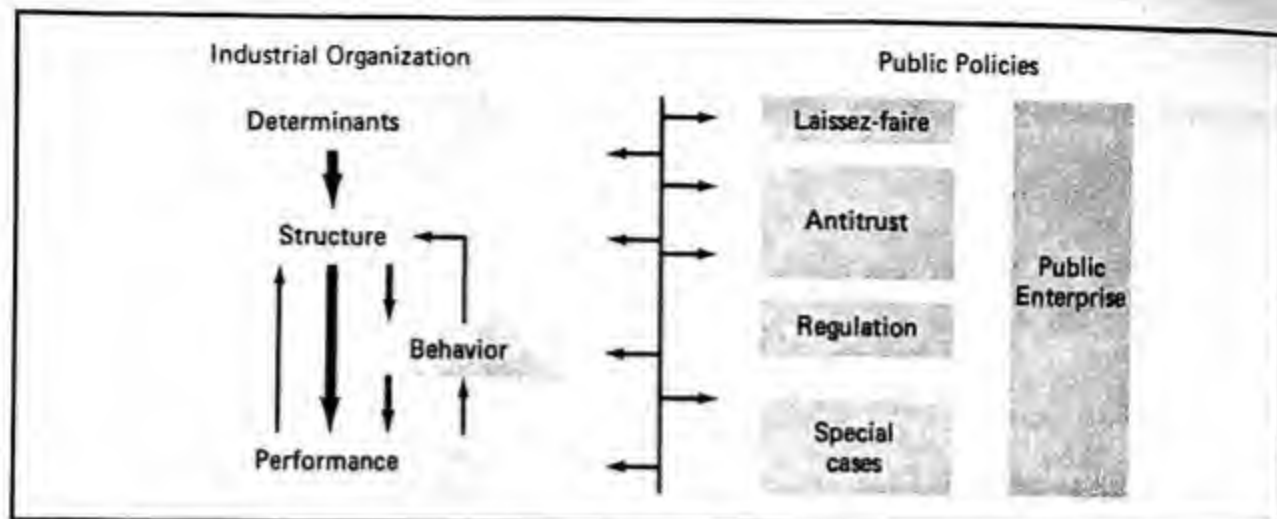 Industrial Organization
Determinants
Structure
Behavior
Performance
Public Policies
Laissez-faire
Antitrust
Regulation
Special
cases
Public
Enterprise